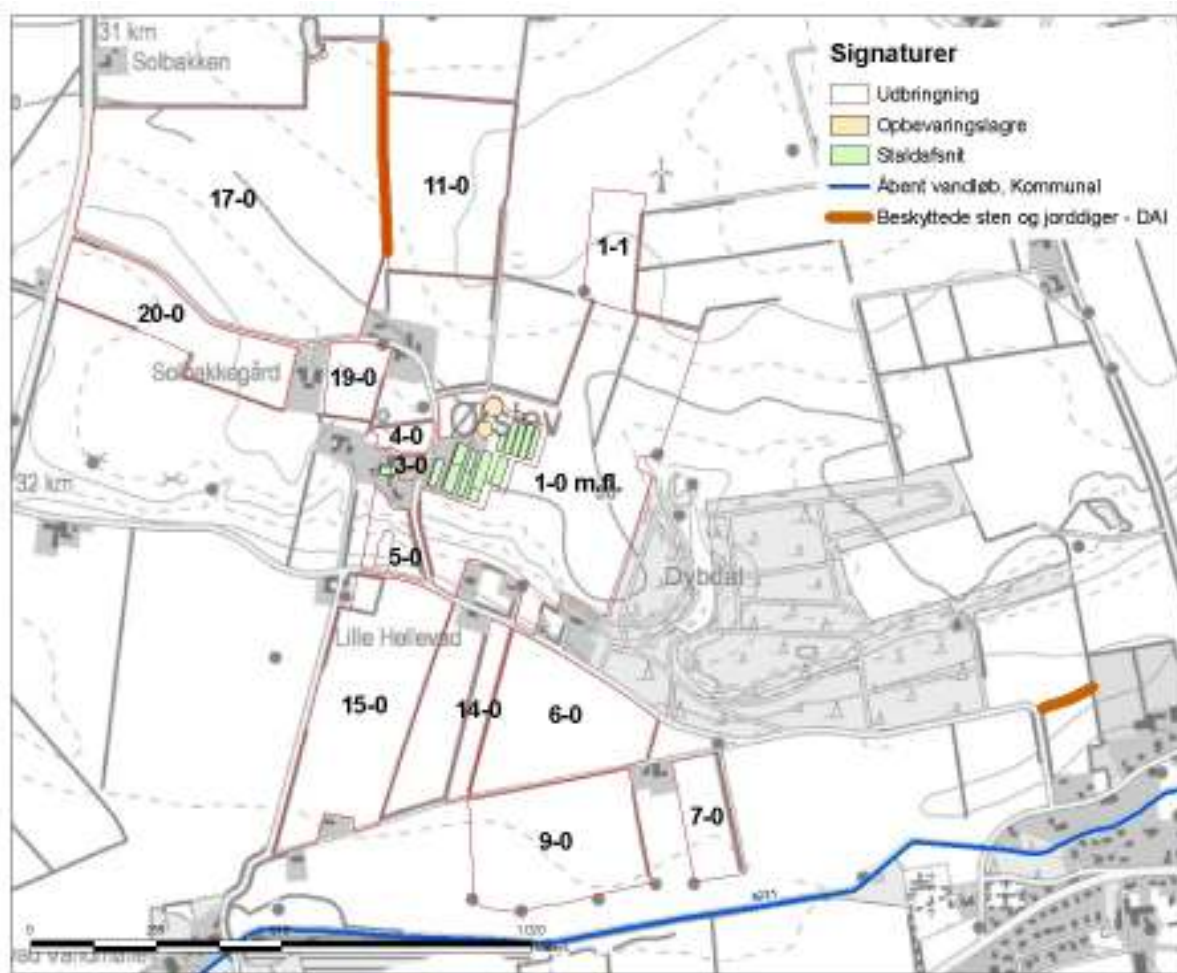 31 km
Solbakken
Signaturer
Udbringning
Opbevaringslagre
Staldafsnit
Åbent vandløb, Kommunal
Beskyttede sten og jorddiger - DAI
17-0
11-0
1-1
20-0
Solbakkegård
19-0
4-0
3-0
1-0 m.fl.
32 km
5-0
Dybdal
Lille Hellevad
15-0
14-0
6-0
7-0
9-0
0
1.020